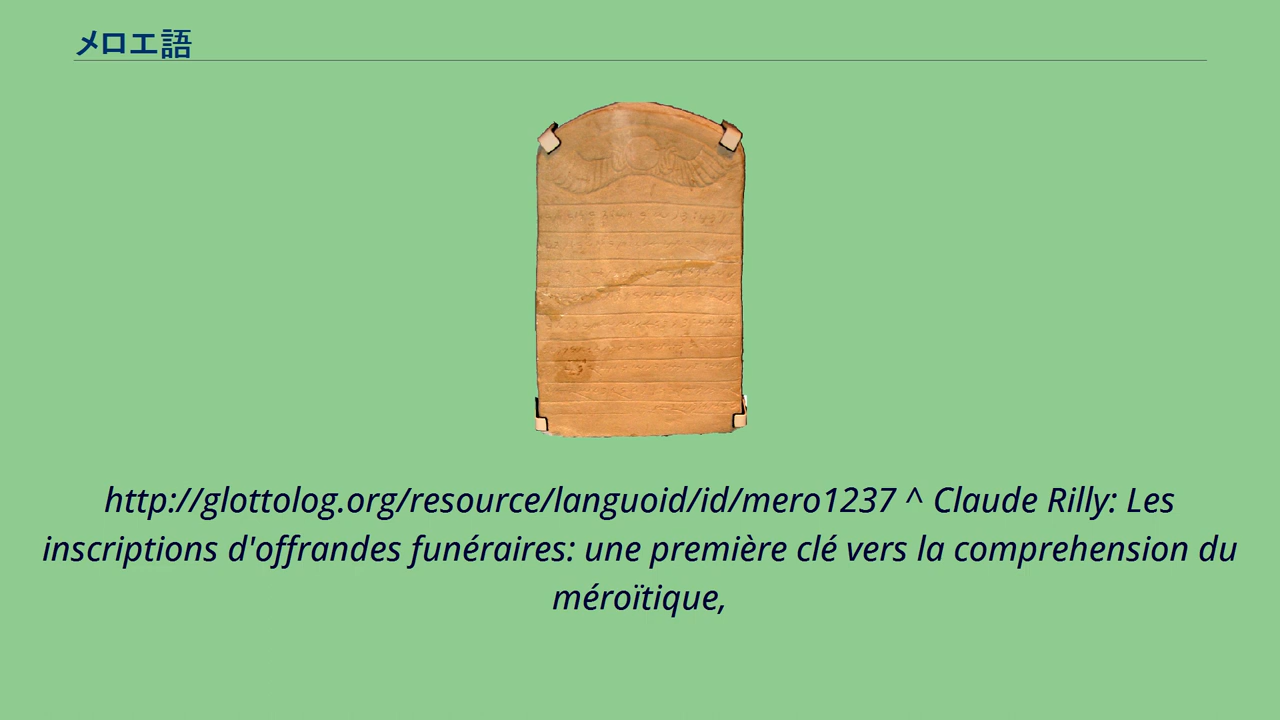 メロエ語
http://glottolog.org/resource/languoid/id/mero1237 ^ Claude Rilly: Les
inscriptions d'offrandes funéraires: une première clé vers la comprehension du
méroïtique,